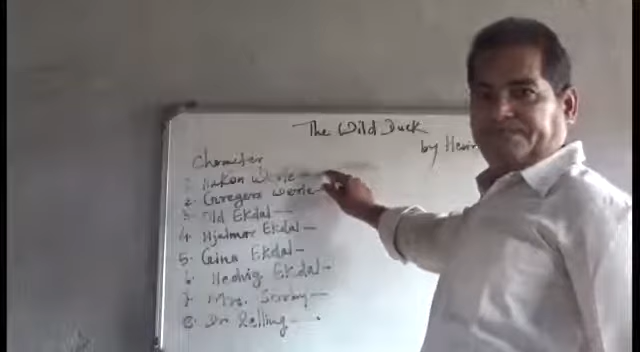 The Wild Duck
by Henri
Character
1. Hakon Werle —
2. Gregers Werle —
3. Old Ekdal —
4. Hjalmar Ekdal —
5. Gina Ekdal —
6. Hedvig Ekdal -
7. Mrs. Sorby —
8. Dr Relling — .